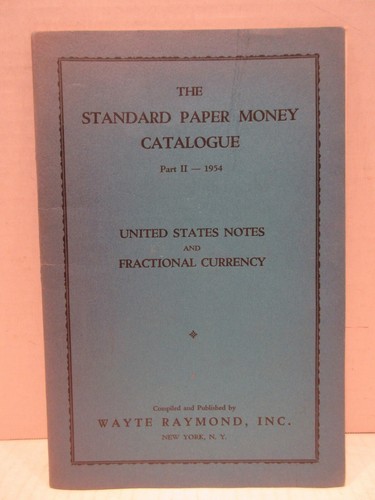 THE
STANDARD PAPER MONEY
CATALOGUE
Part II — 1954
UNITED STATES NOTES
AND
FRACTIONAL CURRENCY
Compiled and Published by
WAYTE RAYMOND, INC.
NEW YORK, N. Y.